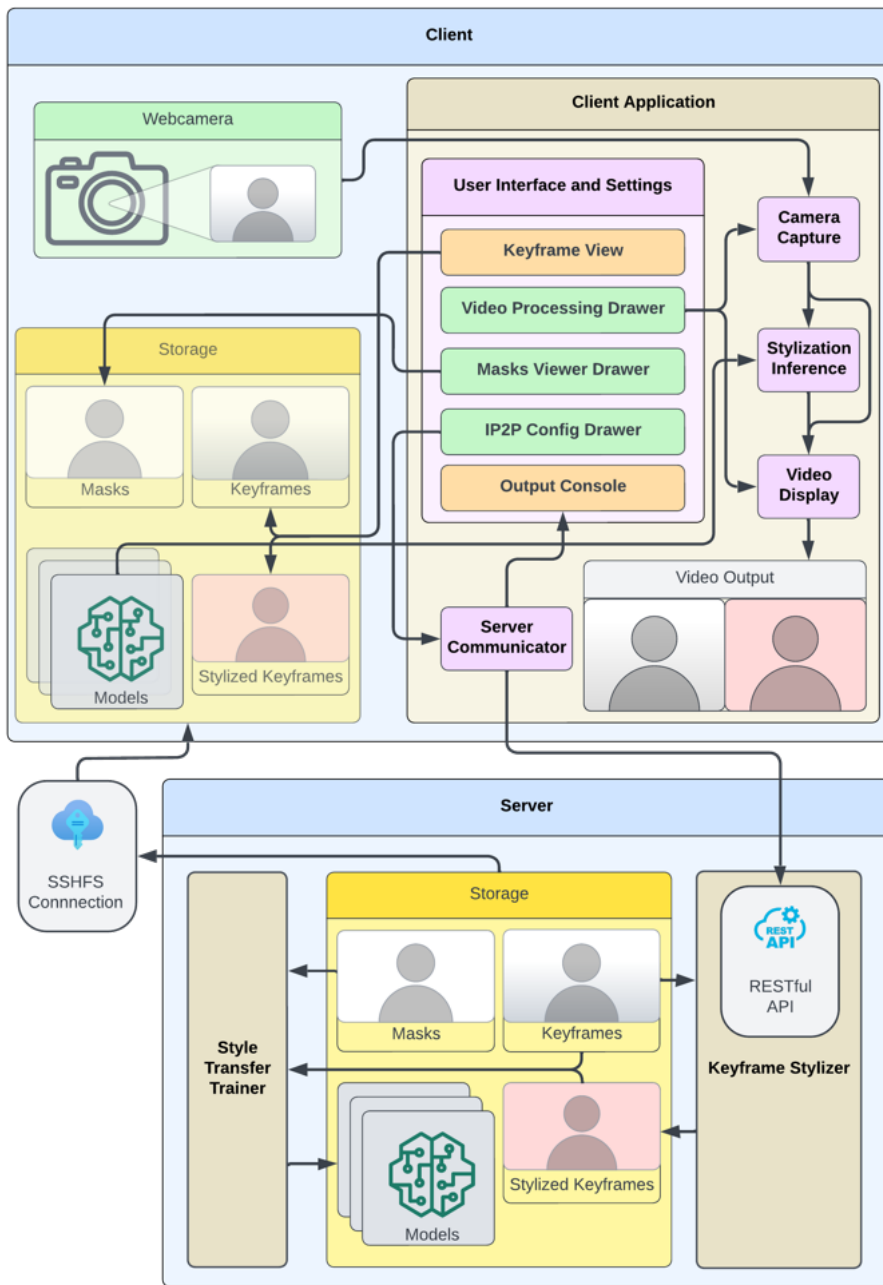 Client
Webcamera
Client Application
User Interface and Settings
Keyframe View
Video Processing Drawer
Masks Viewer Drawer
IP2P Config Drawer
Output Console
Camera
Capture
Stylization
Inference
Video
Display
Storage
Masks
Keyframes
Models
Stylized Keyframes
Server
Communicator
Video Output
SSHFS
Connnection
Server
Style
Transfer
Trainer
Storage
Masks
Keyframes
Models
Stylized Keyframes
REST
API
RESTful
API
Keyframe Stylizer